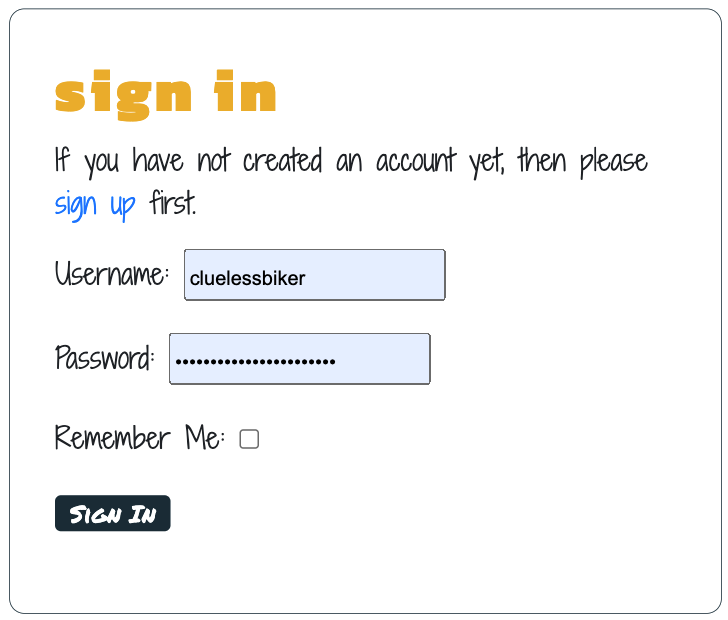 sign in
If you have not created an account yet, then please
sign up first.
Username: cluelessbiker
Password: •••••••••••••••••••••••
Remember Me:
Sign In